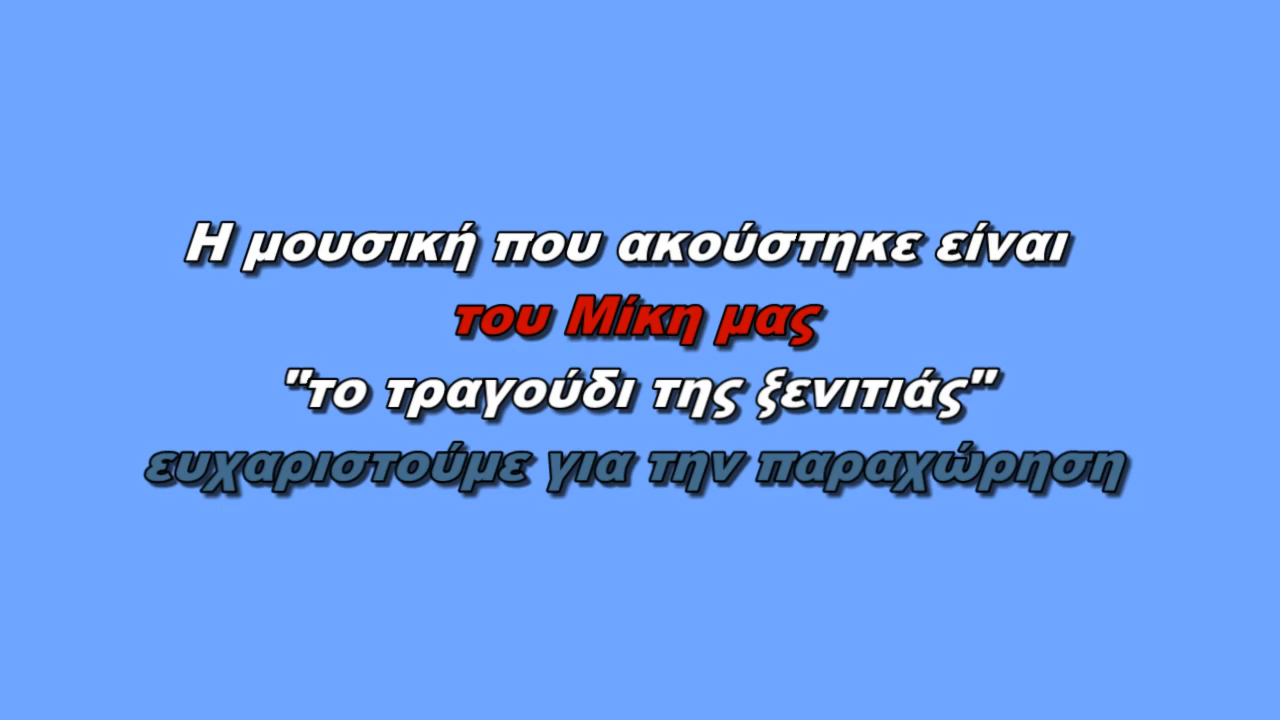 Η μουσική που ακούστηκε είναι
του Μίκη μας
"το τραγούδι της ξενιτιάς"
ευχαριστούμε για την παραχώρηση